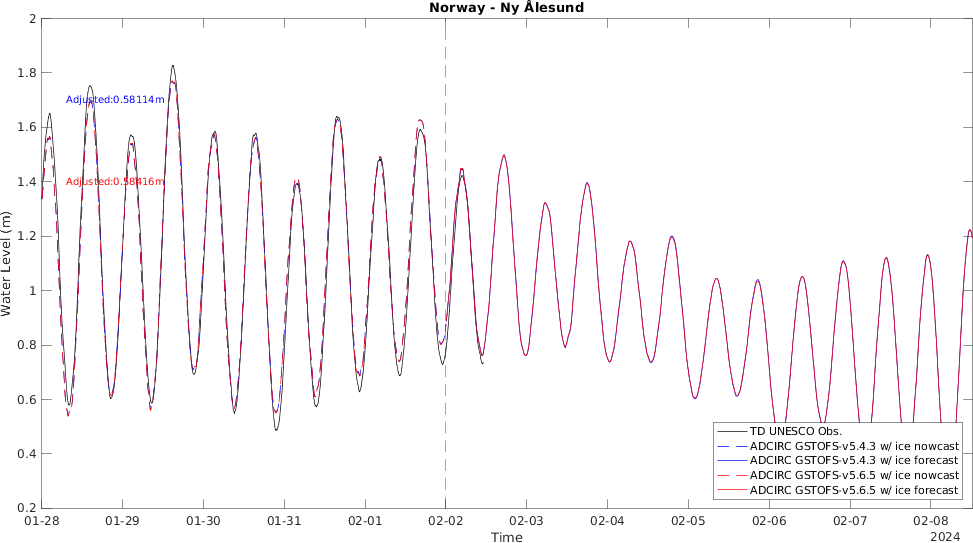 Norway - Ny Ålesund
2
1.8
1.6
1.4
1.2
1
0.8
0.6
0.4
0.2
Water Level (m)
Adjusted:0.58114m
Adjusted:0.58416m
TD UNESCO Obs.
ADCIRC GSTOFS-v5.4.3 w/ ice nowcast
ADCIRC GSTOFS-v5.4.3 w/ ice forecast
ADCIRC GSTOFS-v5.6.5 w/ ice nowcast
ADCIRC GSTOFS-v5.6.5 w/ ice forecast
01-28 01-29 01-30 01-31 02-01 02-02 02-03 02-04 02-05 02-06 02-07 02-08
Time
2024